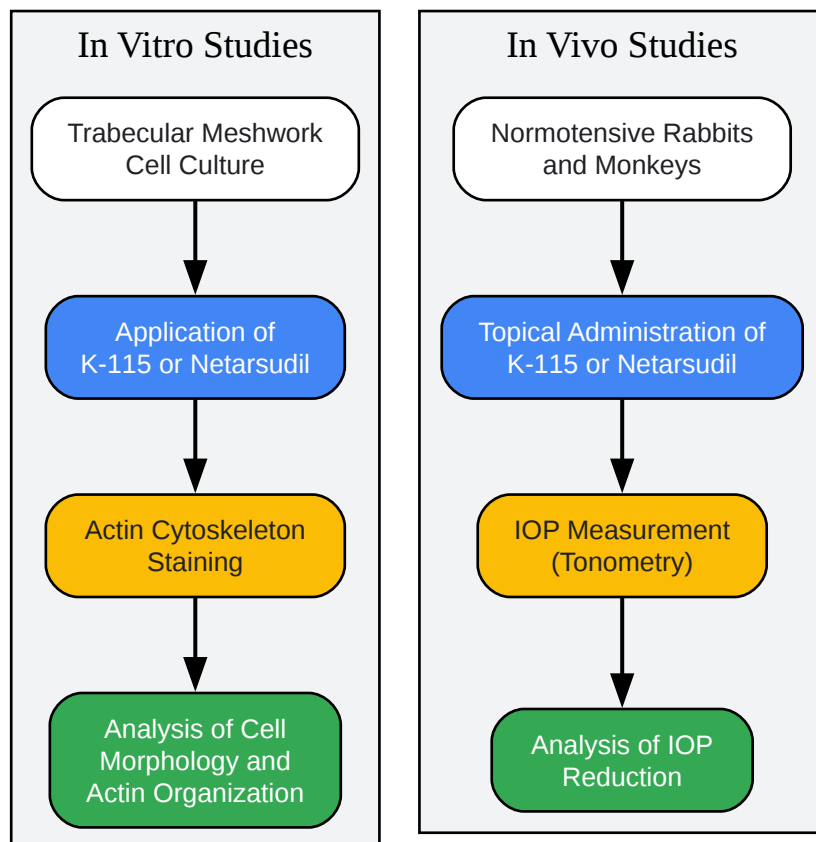 In Vitro Studies
Trabecular Meshwork
Cell Culture
Application of
K-115 or Netarsudil
Actin Cytoskeleton
Staining
Analysis of Cell
Morphology and
Actin Organization
In Vivo Studies
Normotensive Rabbits
and Monkeys
Topical Administration of
K-115 or Netarsudil
IOP Measurement
(Tonometry)
Analysis of IOP
Reduction